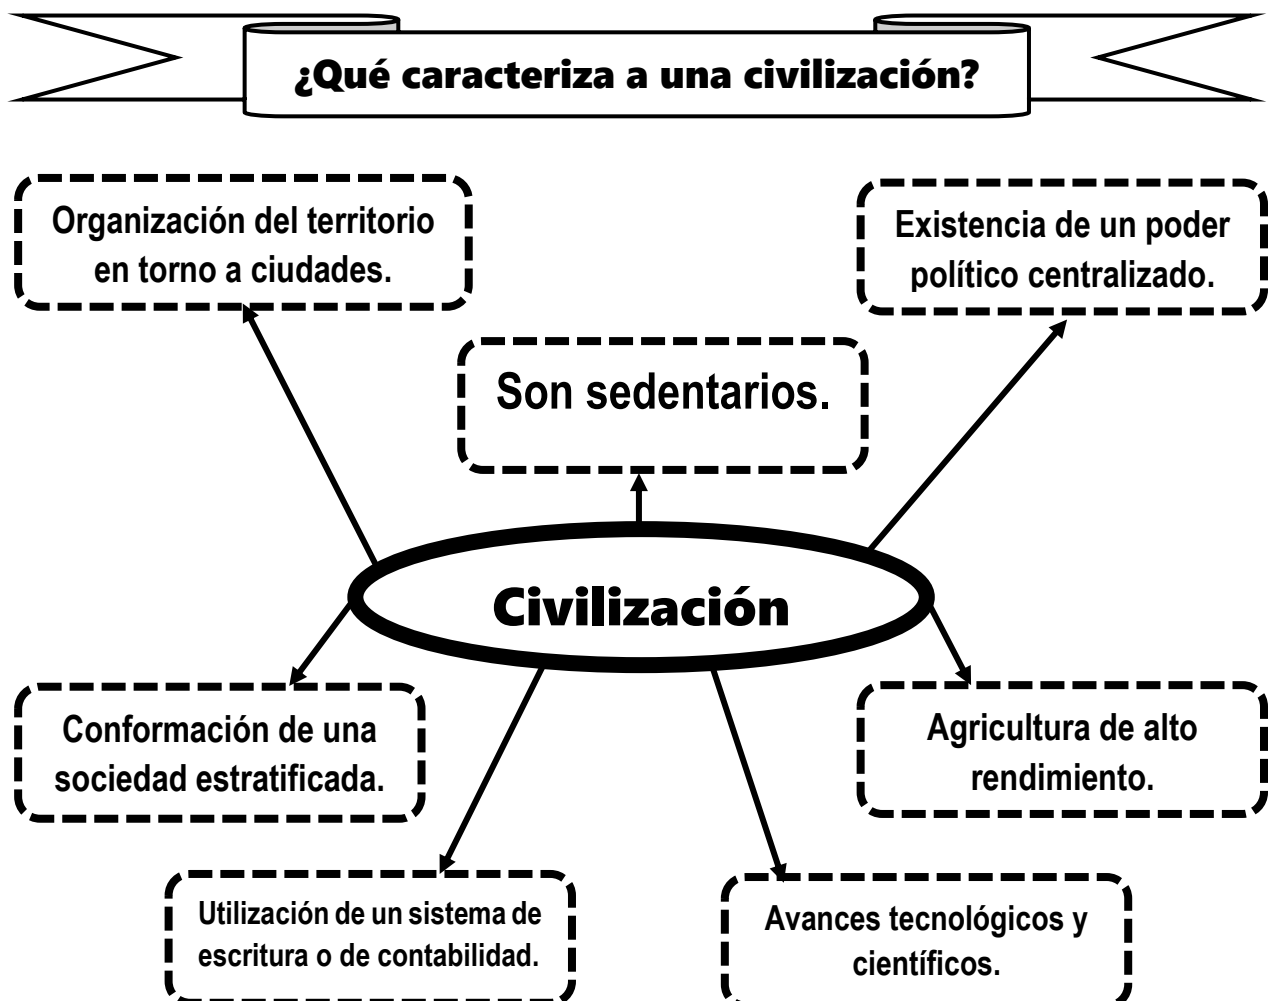 ¿Qué caracteriza a una civilización?
Organización del territorio
en torno a ciudades.
Existencia de un poder
político centralizado.
Son sedentarios.
Civilización
Conformación de una
sociedad estratificada.
Agricultura de alto
rendimiento.
Utilización de un sistema de
escritura o de contabilidad.
Avances tecnológicos y
científicos.